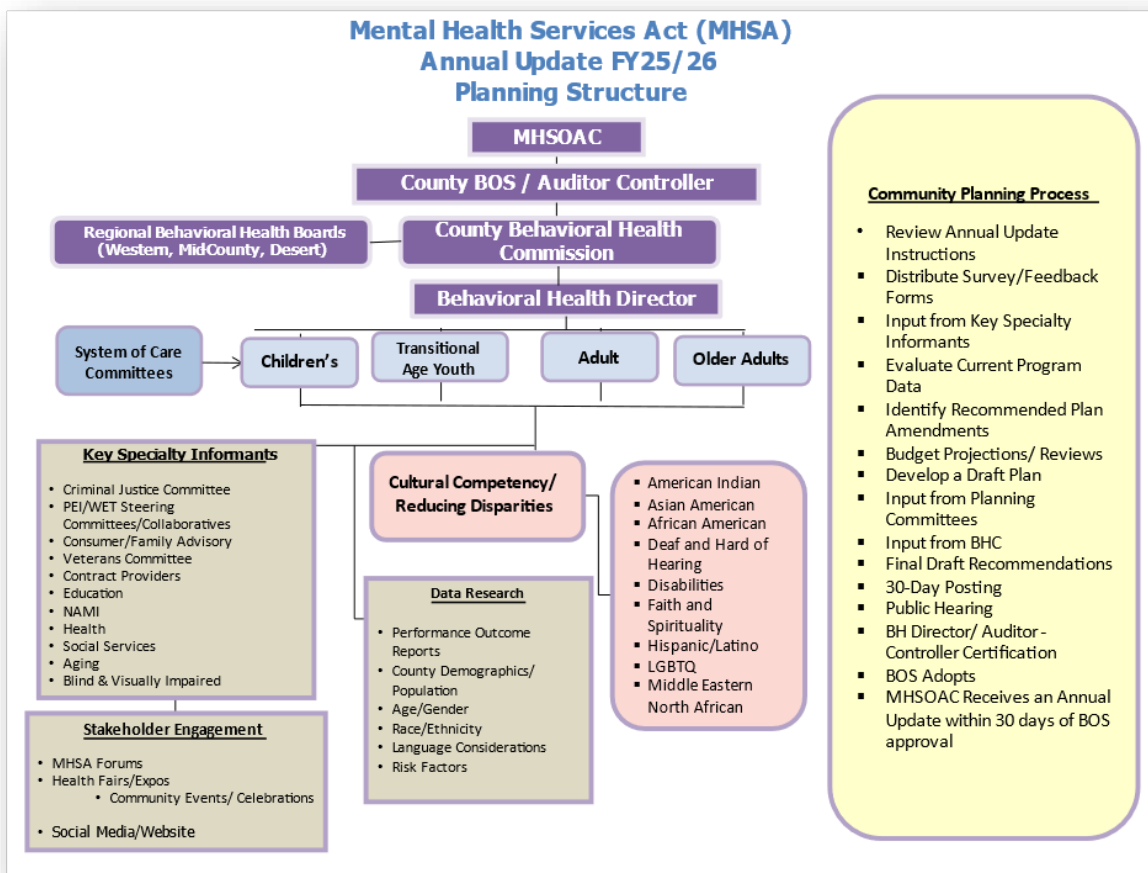 Mental Health Services Act (MHSA)
Annual Update FY25/26
Planning Structure
MHSOAC
County BOS / Auditor Controller
Regional Behavioral Health Boards
(Western, Mid-County, Desert)
County Behavioral Health
Commission
Behavioral Health Director
System of Care
Committees
Children's
Transitional
Age Youth
Adult
Older Adults
Key Specialty Informants
• Criminal Justice Committee
• PEI/WET Steering
Committees/Collaboratives
• Consumer/Family Advisory
• Veterans Committee
• Contract Providers
• Education
• NAMI
• Health
• Social Services
• Aging
• Blind & Visually Impaired
Stakeholder Engagement
• MHSA Forums
• Health Fairs/Expos
• Community Events/ Celebrations
• Social Media/Website
Cultural Competency/
Reducing Disparities
Data Research
• Performance Outcome
Reports
• County Demographics/
Population
• Age/Gender
• Race/Ethnicity
• Language Considerations
• Risk Factors
▪ American Indian
▪ Asian American
▪ African American
▪ Deaf and Hard of
Hearing
▪ Disabilities
▪ Faith and
Spirituality
▪ Hispanic/Latino
▪ LGBTQ
▪ Middle Eastern
North African
Community Planning Process
• Review Annual Update
Instructions
▪ Distribute Survey/Feedback
Forms
▪ Input from Key Specialty
Informants
▪ Evaluate Current Program
Data
▪ Identify Recommended Plan
Amendments
▪ Budget Projections/ Reviews
▪ Develop a Draft Plan
▪ Input from Planning
Committees
▪ Input from BHC
▪ Final Draft Recommendations
▪ 30-Day Posting
▪ Public Hearing
▪ BH Director/ Auditor-
Controller Certification
▪ BOS Adopts
▪ MHSOAC Receives an Annual
Update within 30 days of BOS
approval